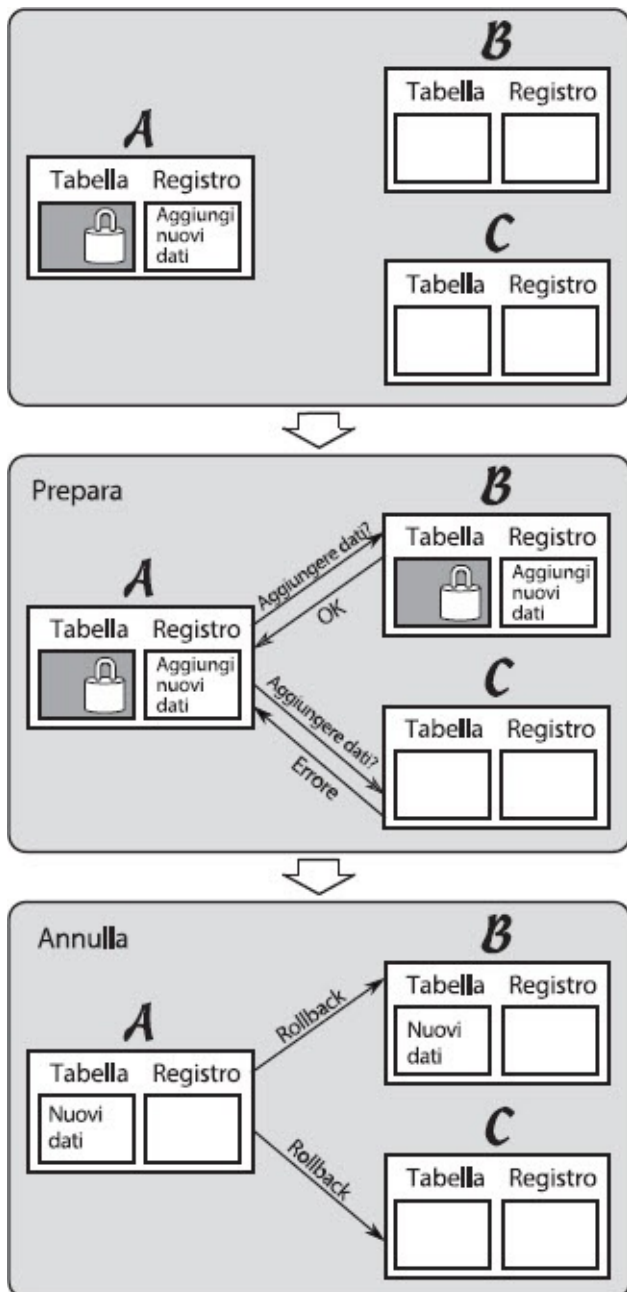 B
Tabella Registro
A
Tabella Registro
Aggiungi
nuovi
dati
C
Tabella Registro
Prepara
B
Tabella Registro
Aggiungi
nuovi
dati
A
Tabella Registro
Aggiungi
nuovi
dati
Aggiungere dati?
OK
Aggiungere dati?
Errore
C
Tabella Registro
Annulla
B
Tabella Registro
Nuovi
dati
A
Tabella Registro
Nuovi
dati
Rollback
Rollback
C
Tabella Registro